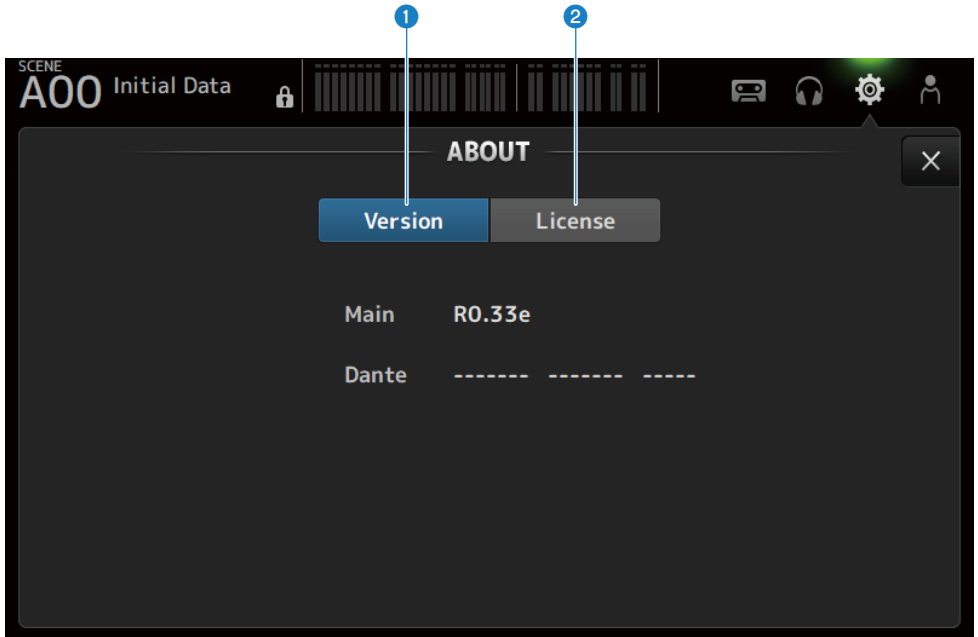 1 2
SCENE
A00 Initial Data
ABOUT
Version License
Main R0.33e
Dante ------- ------- -----